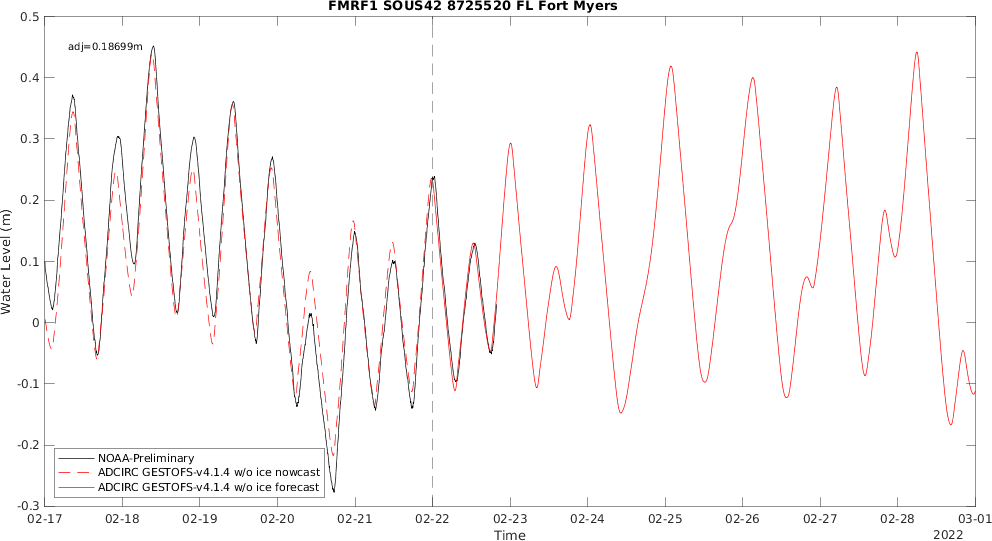 FMRF1 SOUS42 8725520 FL Fort Myers
adj=0.18699m
Water Level (m)
0.5
0.4
0.3
0.2
0.1
0
-0.1
-0.2
-0.3
NOAA-Preliminary
ADCIRC GESTOFS-v4.1.4 w/o ice nowcast
ADCIRC GESTOFS-v4.1.4 w/o ice forecast
02-17 02-18 02-19 02-20 02-21 02-22 02-23 02-24 02-25 02-26 02-27 02-28 03-01
Time
2022